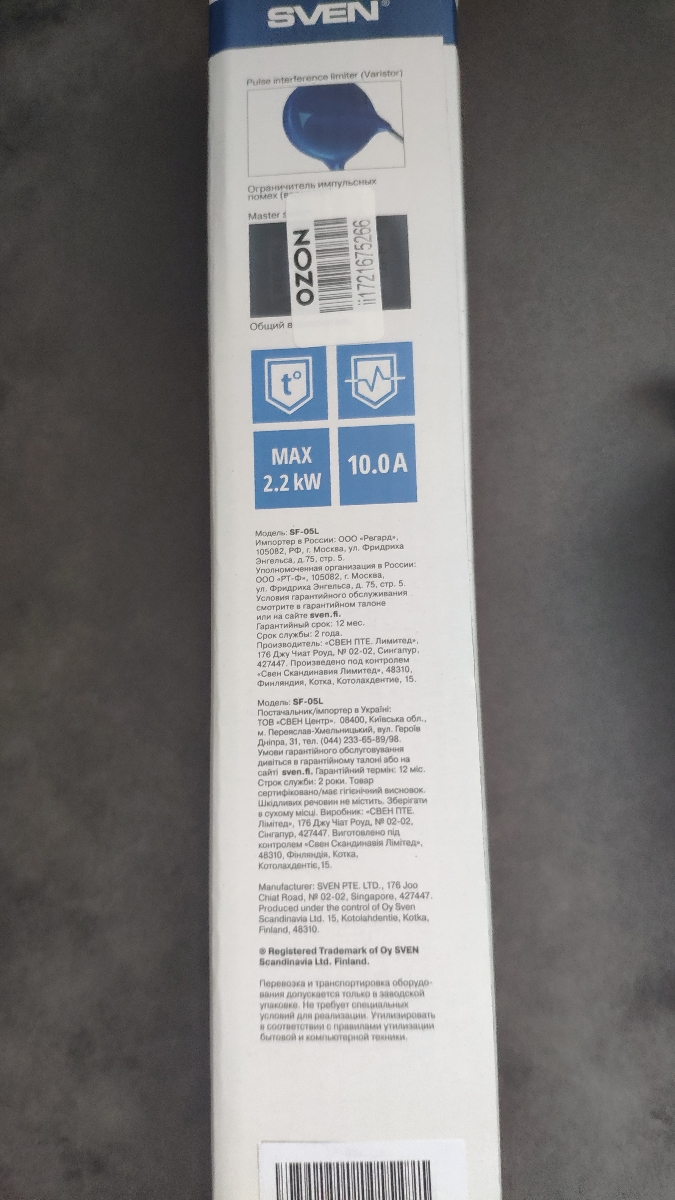 SVEN®
Pulse interference limiter (Varistor)
Ограничитель импульсных
помех
Master
OZON
ii1721675266
Общий в
t°
MAX
2.2 kW
10.0 A
Модель: SF-05L
Импортер в России: ООО «Регард»,
105082, РФ, г. Москва, ул. Фридриха
Энгельса, д.75, стр. 5.
Уполномоченная организация в России:
ООО «РТ-Ф», 105082, г. Москва,
ул. Фридриха Энгельса, д. 75, стр. 5.
Условия гарантийного обслуживания
смотрите в гарантийном талоне
или на сайте sven.fi.
Гарантийный срок: 12 мес.
Срок службы: 2 года.
Производитель: «СВЕН ПТЕ. Лимитед»,
176 Джу Чиат Роуд, № 02-02, Сингапур,
427447. Произведено под контролем
«Свен Скандинавия Лимитед», 48310,
Финляндия, Котка, Котолахдентие, 15.
Модель: SF-05L
Постачальник/імпортер в Україні:
ТОВ «СВЕН Центр», 08400, Київська обл.,
м. Переяслав-Хмельницький, вул. Героїв
Дніпра, 31, тел. (044) 233-65-89/98.
Умови гарантійного обслуговування
дивіться в гарантійному талоні або на
сайті sven.fi. Гарантійний термін: 12 міс.
Строк служби: 2 роки. Товар
сертифіковано/має гігієнічний висновок.
Шкідливих речовин не містить. Зберігати
в сухому місці. Виробник: «СВЕН ПТЕ.
Лімітед», 176 Джу Чіат Роуд, № 02-02,
Сінгапур, 427447. Виготовлено під
контролем «Свен Скандинавія Лімітед»,
48310, Фінляндія, Котка,
Котолахдентіє, 15.
Manufacturer: SVEN PTE. LTD., 176 Joo
Chiat Road, № 02-02, Singapore, 427447.
Produced under the control of Oy Sven
Scandinavia Ltd. 15, Kotolahdentie, Kotka,
Finland, 48310.
® Registered Trademark of Oy SVEN
Scandinavia Ltd. Finland.
Перевозка и транспортировка оборудо-
вания допускается только в заводской
упаковке. Не требует специальных
условий для реализации. Утилизировать
в соответствии с правилами утилизации
бытовой и компьютерной техники.